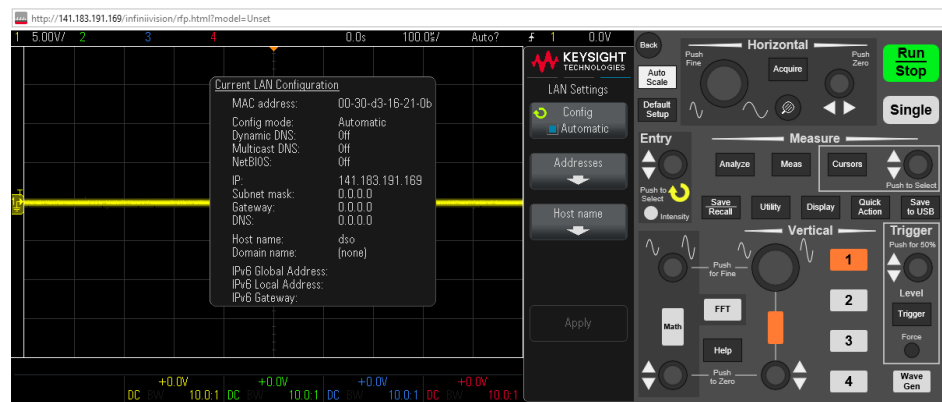 http://141.183.191.169/infiniivision/rfp.html?model=Unset
1 5.00V/ 2 3 4 0.0s 100.0%/ Auto? 1 0.0V
KEYSIGHT
TECHNOLOGIES
LAN Settings
Config
Automatic
Addresses
Host name
Apply
Current LAN Configuration
MAC address: 00-30-d3-16-21-0b
Config mode: Automatic
Dynamic DNS: Off
Multicast DNS: Off
NetBIOS: Off
IP: 141.183.191.169
Subnet mask: 0.0.0.0
Gateway: 0.0.0.0
DNS: 0.0.0.0
Host name: dso
Domain name: (none)
IPv6 Global Address:
IPv6 Local Address:
IPv6 Gateway:
+0.0V +0.0V +0.0V +0.0V
DC BW 10.0:1 DC BW 10.0:1 DC BW 10.0:1 DC BW 10.0:1
Back
Horizontal
Push
Fine
Push
Zero
Run
Stop
Auto
Scale
Acquire
Default
Setup
Single
Entry
Measure
Analyze
Meas
Cursors
Push to Select
Push to
Select
Intensity
Save
Recall
Utility
Display
Quick
Action
Save
to USB
Vertical
Trigger
Push for 50%
Push
for Fine
1
Level
FFT
2
Trigger
Math
3
Force
Help
Push
to Zero
4
Wave
Gen